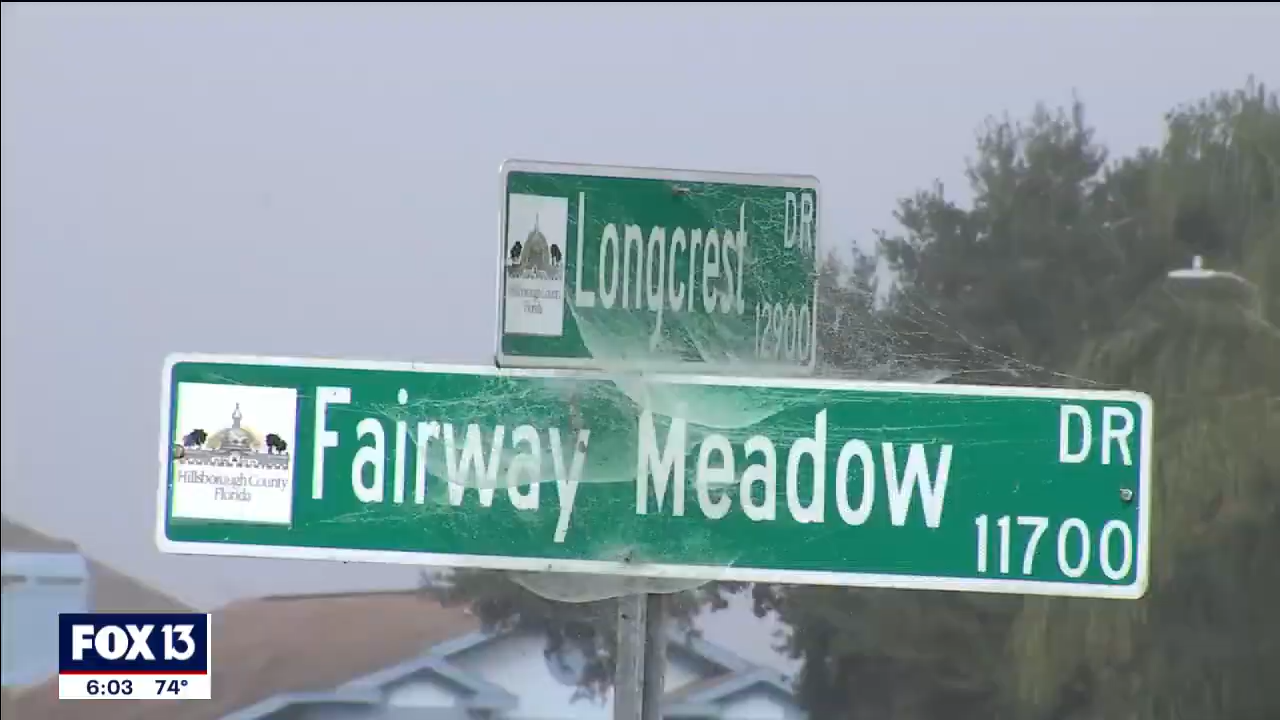 Longcrest DR
12900
Hillsborough County
Florida
Fairway Meadow DR
11700
Hillsborough County
Florida
FOX 13
6:03 74°